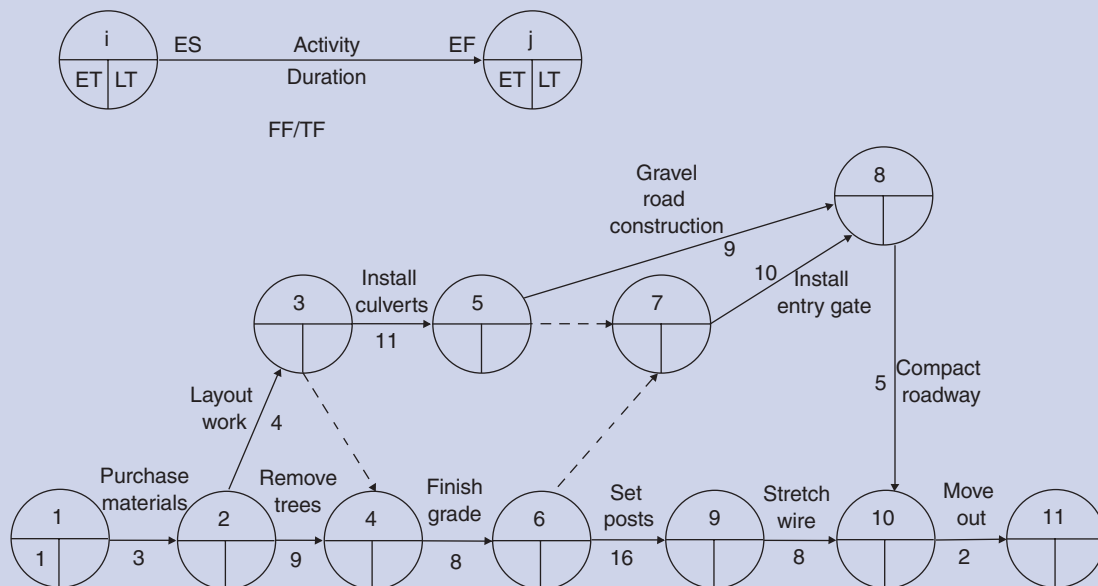 i
ES
Activity
EF
j
ET
LT
Duration
ET
LT
FF/TF
Gravel
road
construction
9
8
10
Install
entry gate
3
Install
culverts
11
5
7
Layout
work
4
5
Compact
roadway
1
1
Purchase
materials
3
2
Remove
trees
9
4
Finish
grade
8
6
Set
posts
16
9
Stretch
wire
8
10
Move
out
2
11